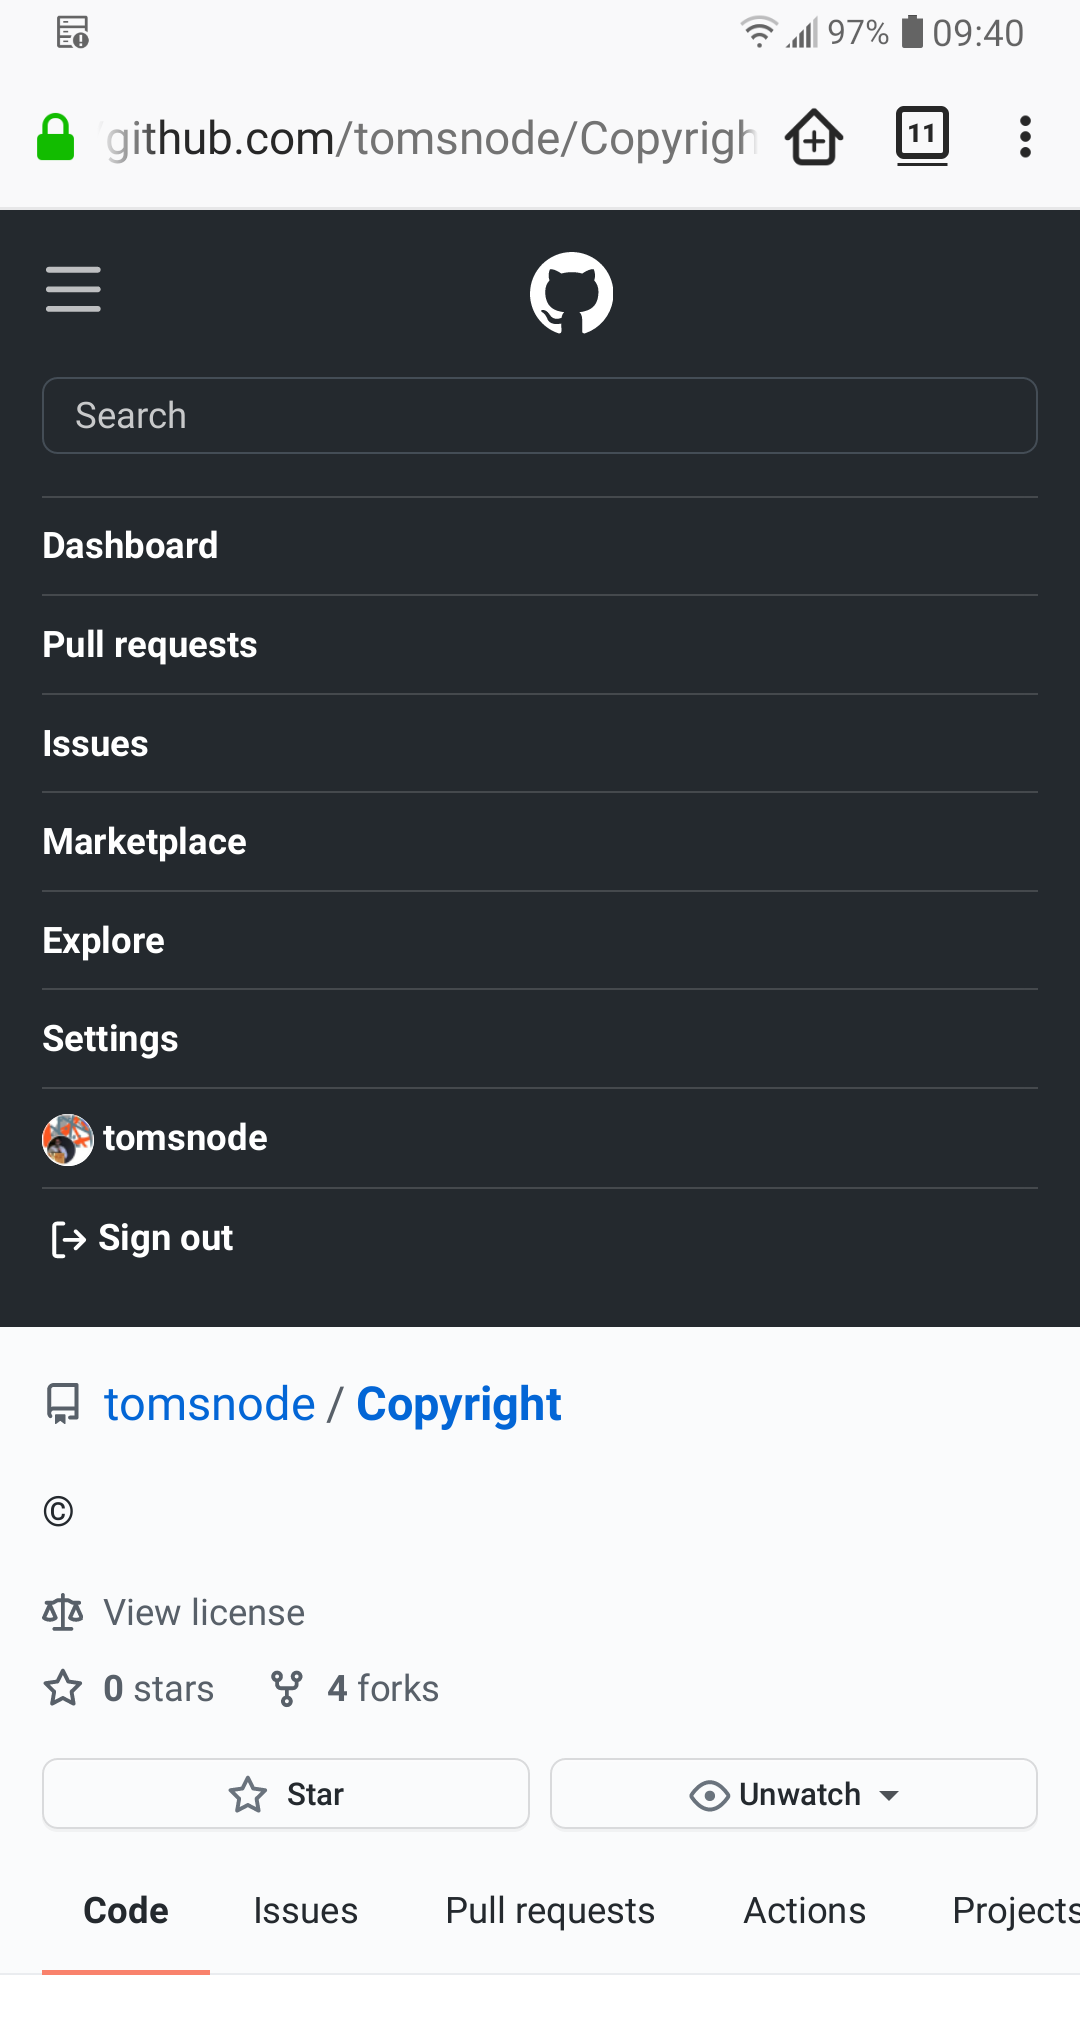 97% 09:40
github.com/tomsnode/Copyrigh
11
Search
Dashboard
Pull requests
Issues
Marketplace
Explore
Settings
tomsnode
Sign out
tomsnode / Copyright
©
View license
0 stars 4 forks
Star Unwatch
Code Issues Pull requests Actions Projects